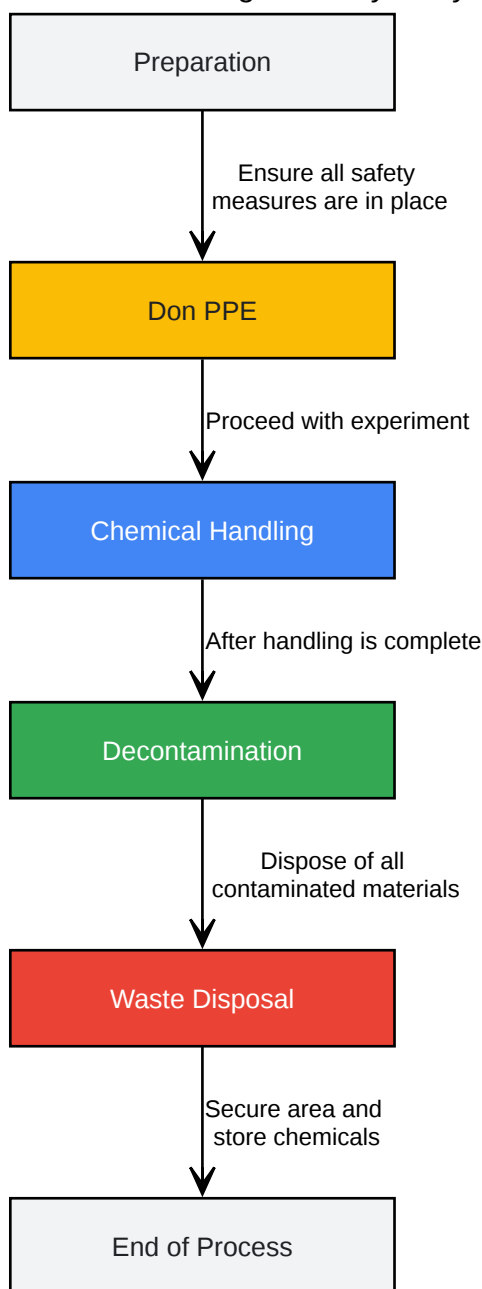 Preparation
Ensure all safety
measures are in place
Don PPE
Proceed with experiment
Chemical Handling
After handling is complete
Decontamination
Dispose of all
contaminated materials
Waste Disposal
Secure area and
store chemicals
End of Process